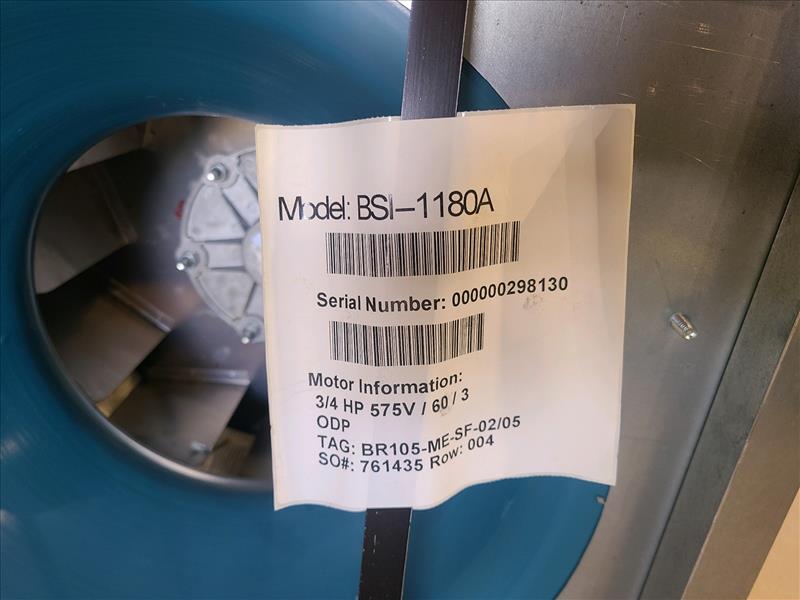 Model: BSI-1180A
Serial Number: 000000298130
Motor Information:
3/4 HP 575V / 60 / 3
ODP
TAG: BR105-ME-SF-02/05
SO#: 761435 Row: 004